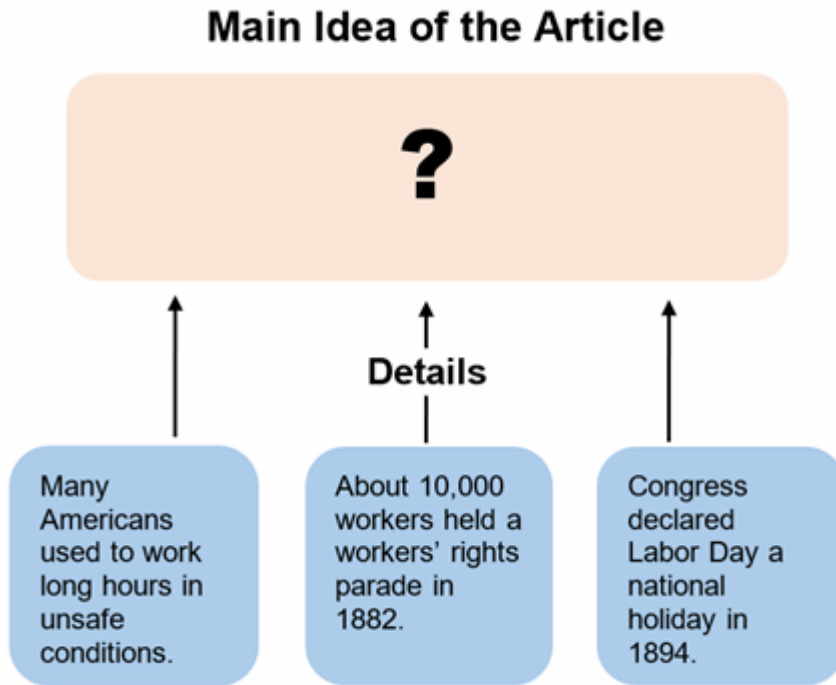 Main Idea of the Article
?
Details
Many
Americans
used to work
long hours in
unsafe
conditions.
About 10,000
workers held a
workers' rights
parade in
1882.
Congress
declared
Labor Day a
national
holiday in
1894.